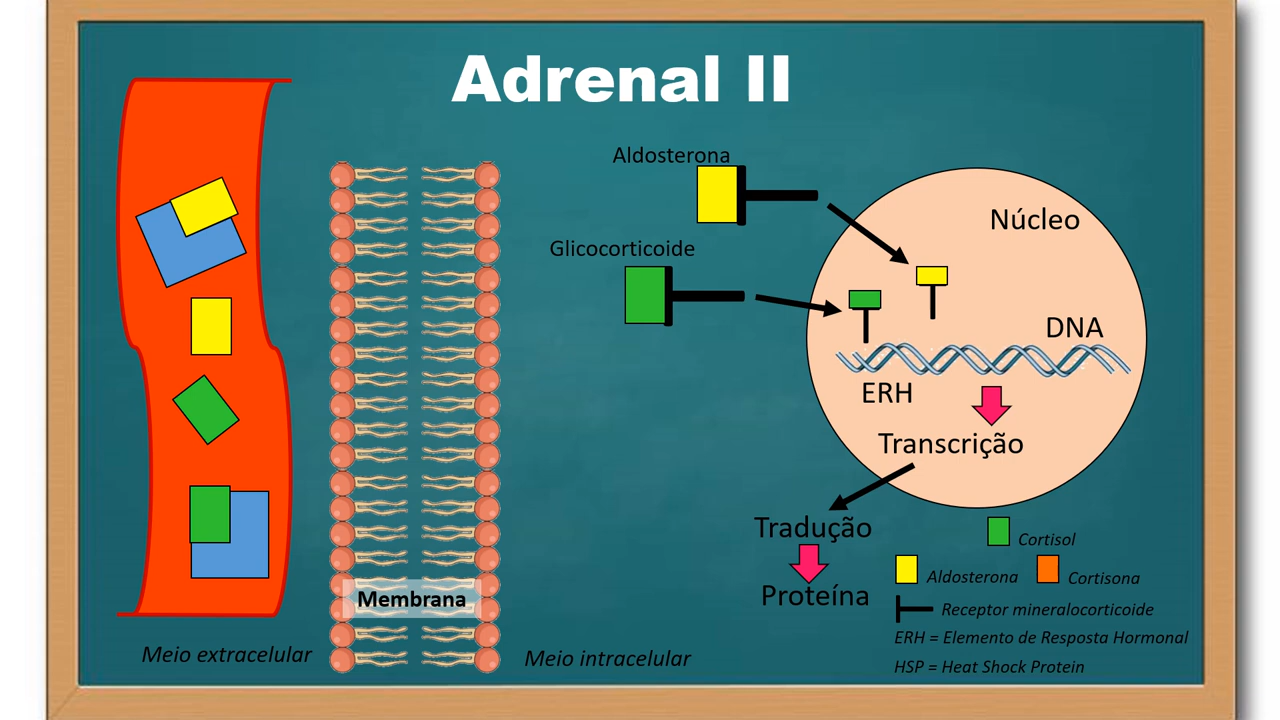 Adrenal II
Aldosterona
Glicocorticoide
Núcleo
DNA
ERH
Transcrição
Tradução
Proteína
Cortisol
Aldosterona
Cortisona
Receptor mineralocorticoide
ERH = Elemento de Resposta Hormonal
HSP = Heat Shock Protein
Membrana
Meio extracelular
Meio intracelular